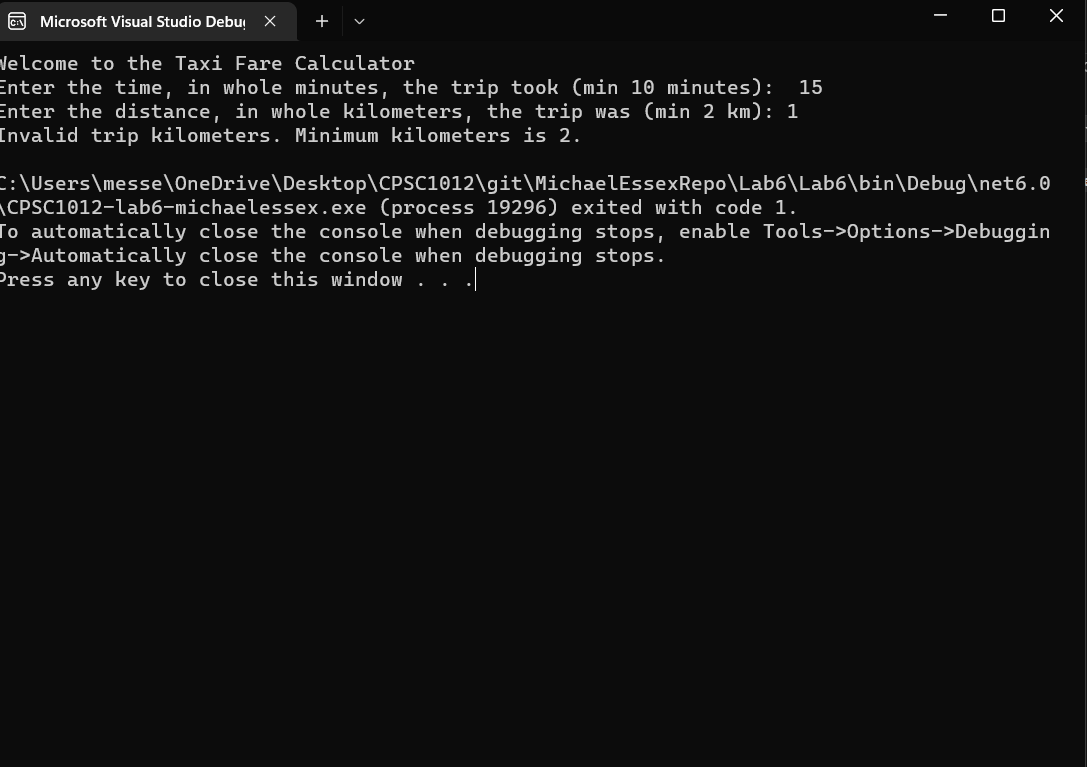 Microsoft Visual Studio Debug
Welcome to the Taxi Fare Calculator
Enter the time, in whole minutes, the trip took (min 10 minutes):  15
Enter the distance, in whole kilometers, the trip was (min 2 km): 1
Invalid trip kilometers. Minimum kilometers is 2.
C:\Users\messe\OneDrive\Desktop\CPSC1012\git\MichaelEssexRepo\Lab6\Lab6\bin\Debug\net6.0
\CPSC1012-lab6-michaelessex.exe (process 19296) exited with code 1.
To automatically close the console when debugging stops, enable Tools->Options->Debuggin
g->Automatically close the console when debugging stops.
Press any key to close this window . . .